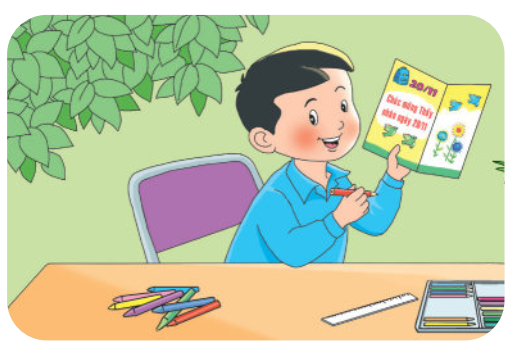 20/11
Chúc mừng Thầy
nhân ngày 20/11